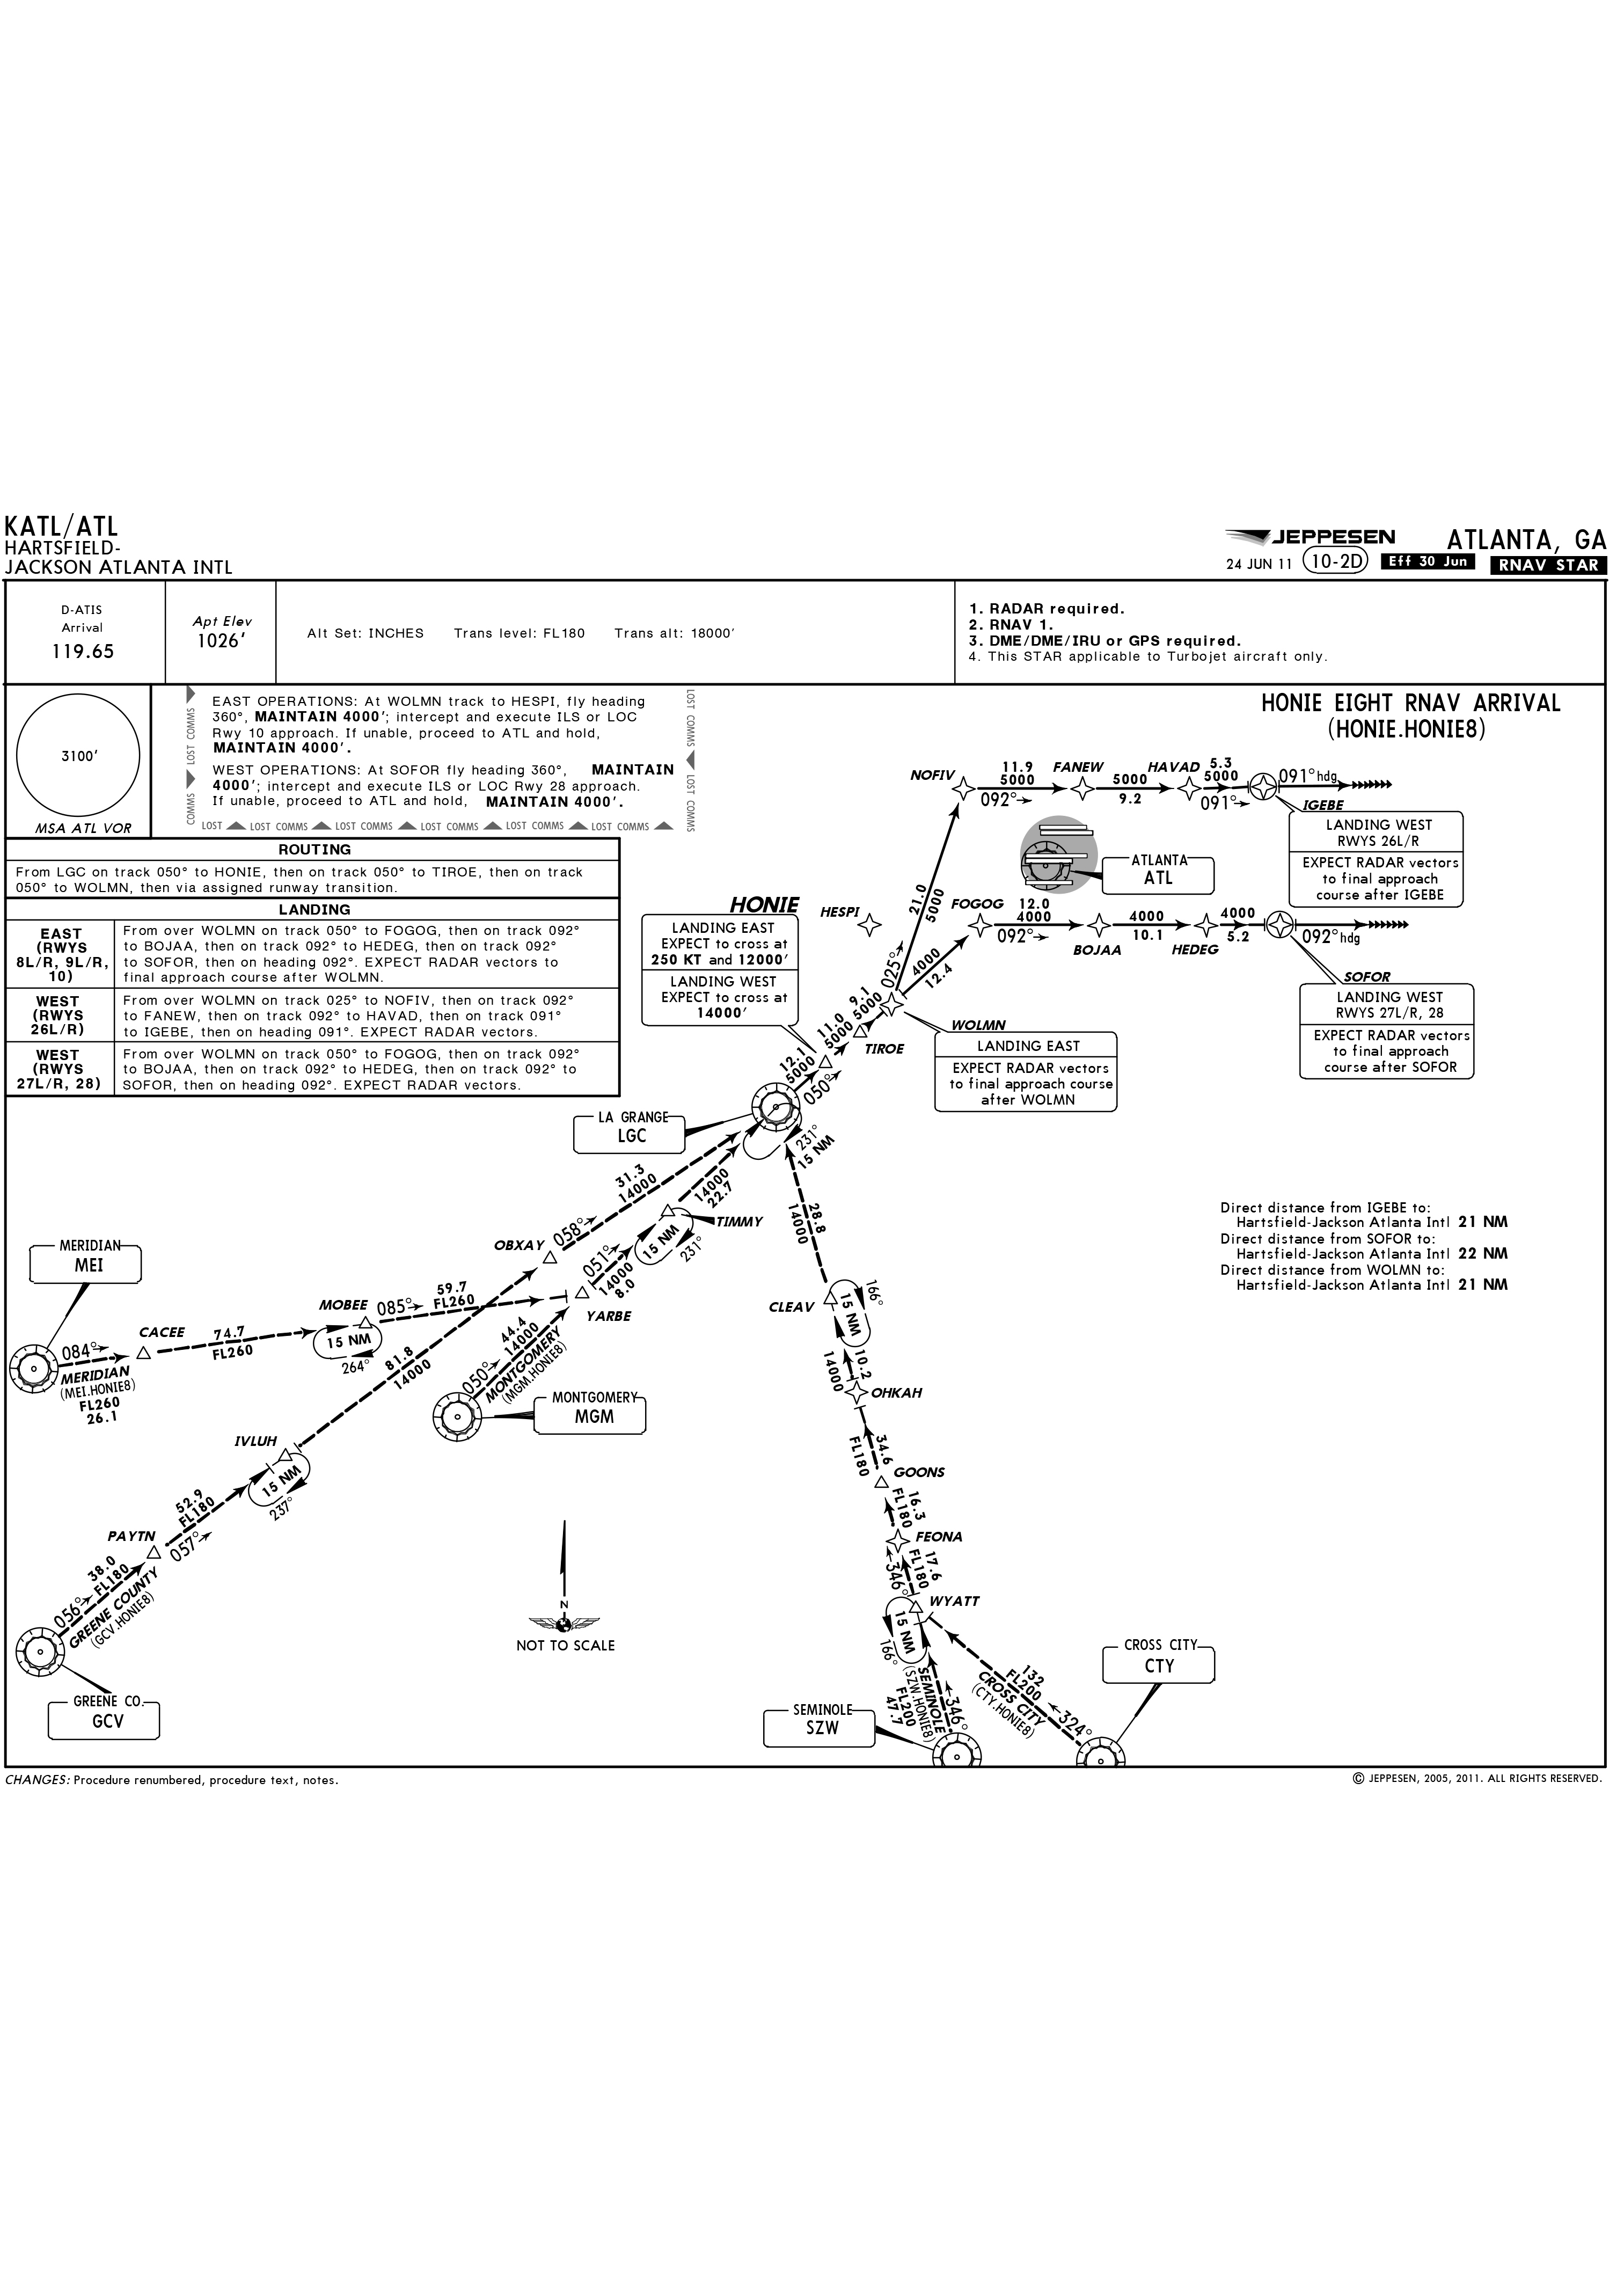 KATL/ATL
HARTSFIELD-
JACKSON ATLANTA INTL
JEPPESEN
ATLANTA, GA
24 JUN 11
10-2D
Eff 30 Jun
RNAV STAR
D-ATIS
Arrival
119.65
Apt Elev
1026'
Alt Set: INCHES Trans level: FL180 Trans alt: 18000'
1. RADAR required.
2. RNAV 1.
3. DME/DME/IRU or GPS required.
4. This STAR applicable to Turbojet aircraft only.
3100'
MSA ATL VOR
EAST OPERATIONS: At WOLMN track to HESPI, fly heading
360°, MAINTAIN 4000'; intercept and execute ILS or LOC
Rwy 10 approach. If unable, proceed to ATL and hold,
MAINTAIN 4000'.
WEST OPERATIONS: At SOFOR fly heading 360°, MAINTAIN
4000'; intercept and execute ILS or LOC Rwy 28 approach.
If unable, proceed to ATL and hold, MAINTAIN 4000'.
COMMS LOST COMMS
LOST LOST COMMS LOST COMMS LOST COMMS LOST COMMS LOST COMMS
LOST COMMS LOST COMMS
HONIE EIGHT RNAV ARRIVAL
(HONIE.HONIE8)
ROUTING
From LGC on track 050° to HONIE, then on track 050° to TIROE, then on track
050° to WOLMN, then via assigned runway transition.
LANDING
EAST
(RWYS
8L/R, 9L/R,
10)
From over WOLMN on track 050° to FOGOG, then on track 092°
to BOJAA, then on track 092° to HEDEG, then on track 092°
to SOFOR, then on heading 092°. EXPECT RADAR vectors to
final approach course after WOLMN.
WEST
(RWYS
26L/R)
From over WOLMN on track 025° to NOFIV, then on track 092°
to FANEW, then on track 092° to HAVAD, then on track 091°
to IGEBE, then on heading 091°. EXPECT RADAR vectors.
WEST
(RWYS
27L/R, 28)
From over WOLMN on track 050° to FOGOG, then on track 092°
to BOJAA, then on track 092° to HEDEG, then on track 092° to
SOFOR, then on heading 092°. EXPECT RADAR vectors.
NOFIV
11.9
5000
092°
FANEW
5000
9.2
HAVAD
5.3
5000
091°
091° hdg
IGEBE
LANDING WEST
RWYS 26L/R
EXPECT RADAR vectors
to final approach
course after IGEBE
ATLANTA
ATL
21.0
5000
025°
HESPI
FOGOG
12.0
4000
092°
BOJAA
4000
10.1
HEDEG
4000
5.2
092° hdg
SOFOR
LANDING WEST
RWYS 27L/R, 28
EXPECT RADAR vectors
to final approach
course after SOFOR
4000
12.4
HONIE
LANDING EAST
EXPECT to cross at
250 KT and 12000'
LANDING WEST
EXPECT to cross at
14000'
WOLMN
LANDING EAST
EXPECT RADAR vectors
to final approach course
after WOLMN
9.1
5000
TIROE
11.0
5000
12.1
5000
050°
LA GRANGE
LGC
231°
15 NM
31.3
14000
058°
OBXAY
14000
22.7
TIMMY
15 NM
231°
051°
14000
8.0
YARBE
28.8
14000
CLEAV
15 NM
166°
10.2
14000
OHKAH
34.6
FL180
GOONS
16.3
FL180
FEONA
17.6
FL180
346°
WYATT
15 NM
166°
346°
SEMINOLE
(SZW.HONIE8)
FL200
47.7
SEMINOLE
SZW
132
FL200
CROSS CITY
(CTY.HONIE8)
324°
CROSS CITY
CTY
Direct distance from IGEBE to:
Hartsfield-Jackson Atlanta Intl 21 NM
Direct distance from SOFOR to:
Hartsfield-Jackson Atlanta Intl 22 NM
Direct distance from WOLMN to:
Hartsfield-Jackson Atlanta Intl 21 NM
MERIDIAN
MEI
084°
MERIDIAN
(MEI.HONIE8)
FL260
26.1
CACEE
74.7
FL260
MOBEE
15 NM
264°
085°
59.7
FL260
81.8
14000
44.4
14000
050°
MONTGOMERY
(MGM.HONIE8)
MONTGOMERY
MGM
IVLUH
15 NM
237°
52.9
FL180
057°
PAYTN
38.0
FL180
056°
GREENE COUNTY
(GCV.HONIE8)
GREENE CO.
GCV
N
NOT TO SCALE
CHANGES: Procedure renumbered, procedure text, notes.
© JEPPESEN, 2005, 2011. ALL RIGHTS RESERVED.